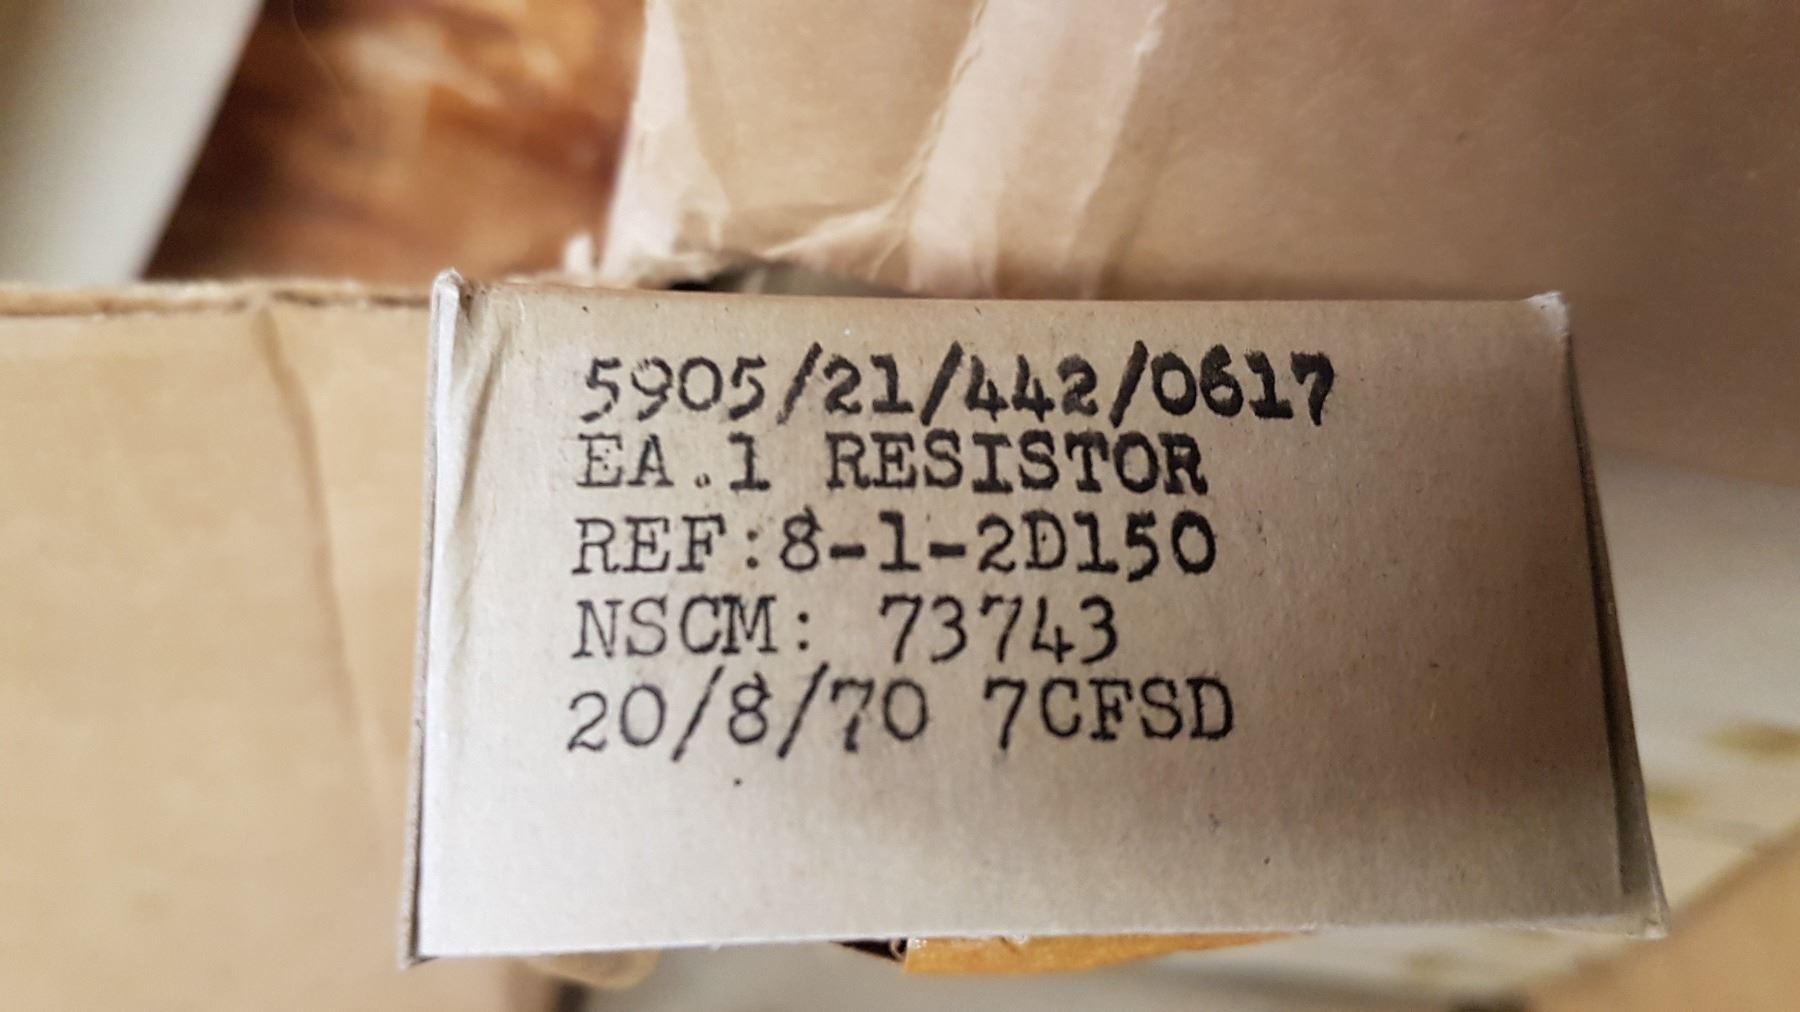 5905/21/442/0617
EA.1 RESISTOR
REF:8-1-2D150
NSCM: 73743
20/8/70 7CFSD